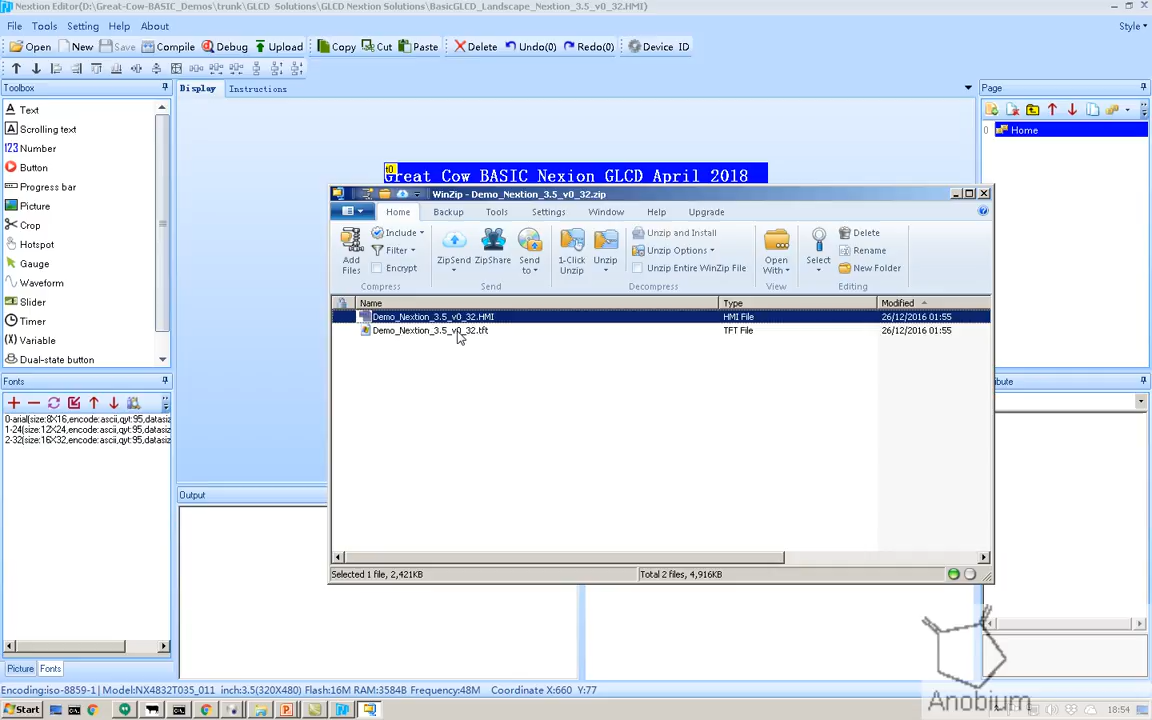 Nextion Editor(D:\Great-Cow-BASIC_Demos\trunk\GLCD Solutions\GLCD Nextion Solutions\BasicGLCD_Landscape_Nextion_3.5_v0_32.HMI)
File Tools Setting Help About Style
Open New Save Compile Debug Upload Copy Cut Paste Delete Undo(0) Redo(0) Device ID
Toolbox
Display Instructions
Page
Text
Scrolling text
123 Number
Button
Progress bar
Picture
Crop
Hotspot
Gauge
Waveform
Slider
Timer
Variable
Dual-state button
0 Home
t0
Great Cow BASIC Nexion GLCD April 2018
WinZip - Demo_Nextion_3.5_v0_32.zip
Home Backup Tools Settings Window Help Upgrade
Add Files
Include
Filter
Encrypt
ZipSend ZipShare Send to
1-Click Unzip
Unzip
Unzip and Install
Unzip Options
Unzip Entire WinZip File
Open With
Select
Delete
Rename
New Folder
Compress Send Decompress View Editing
Name Type Modified
Demo_Nextion_3.5_v0_32.HMI HMI File 26/12/2016 01:55
Demo_Nextion_3.5_v0_32.tft TFT File 26/12/2016 01:55
Selected 1 file, 2,421KB Total 2 files, 4,916KB
Fonts
0-arial(size:8X16,encode:ascii,qyt:95,datasiz
1-24(size:12X24,encode:ascii,qyt:95,datasiz
2-32(size:16X32,encode:ascii,qyt:95,datasiz
Output
ibute
Picture Fonts
Encoding:iso-8859-1 Model:NX4832T035_011 inch:3.5(320X480) Flash:16M RAM:3584B Frequency:48M Coordinate X:660 Y:77
Anobium
Start 18:54